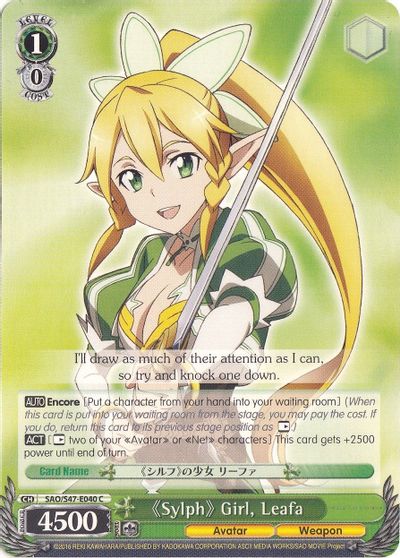 LEVEL
1
0
COST
I'll draw as much of their attention as I can,
so try and knock one down.
AUTO Encore [Put a character from your hand into your waiting room] (When
this card is put into your waiting room from the stage, you may pay the cost. If
you do, return this card to its previous stage position as )
ACT [ two of your «Avatar» or «Net» characters] This card gets +2500
power until end of turn.
Card Name
《シルフ》の少女 リーファ
CH SAO/S47-E040 C
POWER 4500 SOUL
《Sylph》 Girl, Leafa
Avatar Weapon
©2016 REKI KAWAHARA/PUBLISHED BY KADOKAWA CORPORATION ASCII MEDIA WORKS/SAO MOVIE Project